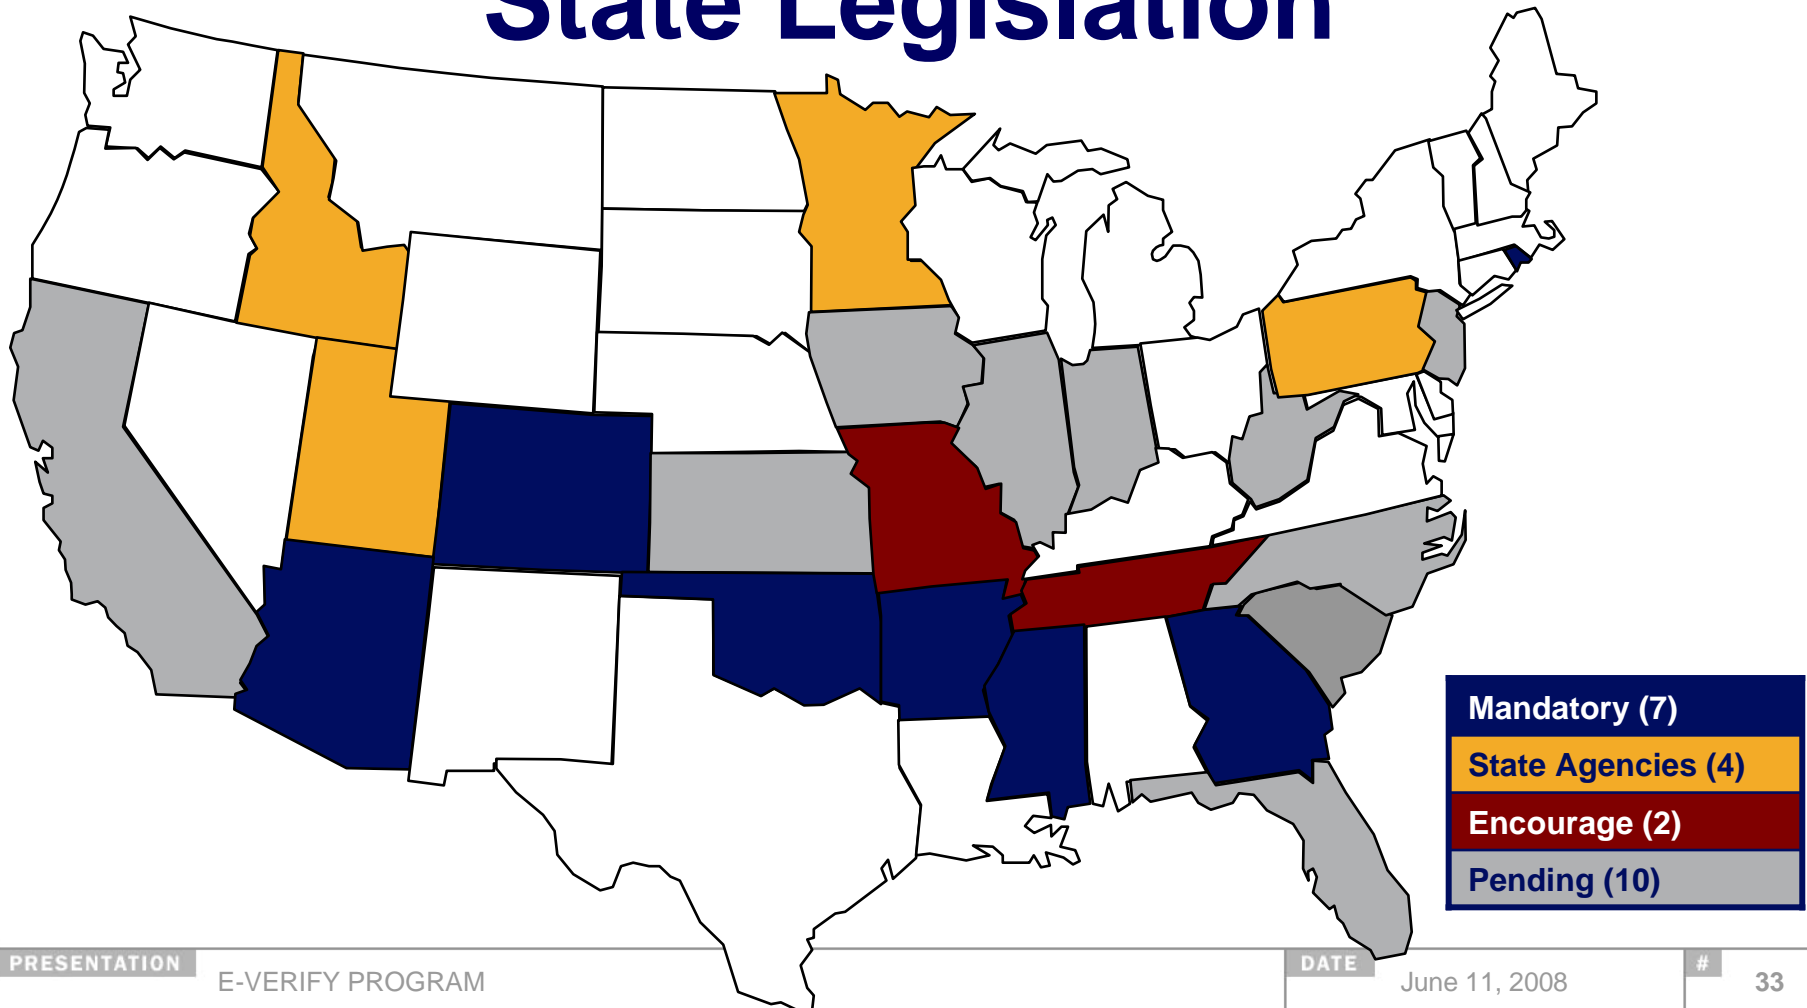 State Legislation
Mandatory (7)
State Agencies (4)
Encourage (2)
Pending (10)
PRESENTATION
E-VERIFY PROGRAM
DATE
June 11, 2008
#
33